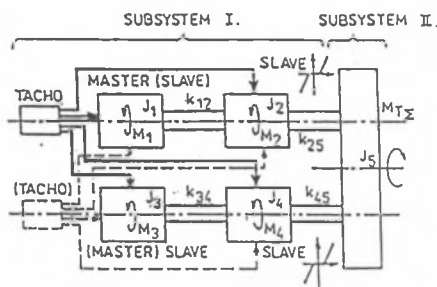 SUBSYSTEM I. SUBSYSTEM II.
SLAVE
MASTER (SLAVE)
TACHO
J1 k12 J2 MTΣ
η η
M1 M2 k25
J5
(TACHO)
J3 k34 J4 k45
η η
M3 M4
(MASTER) SLAVE SLAVE